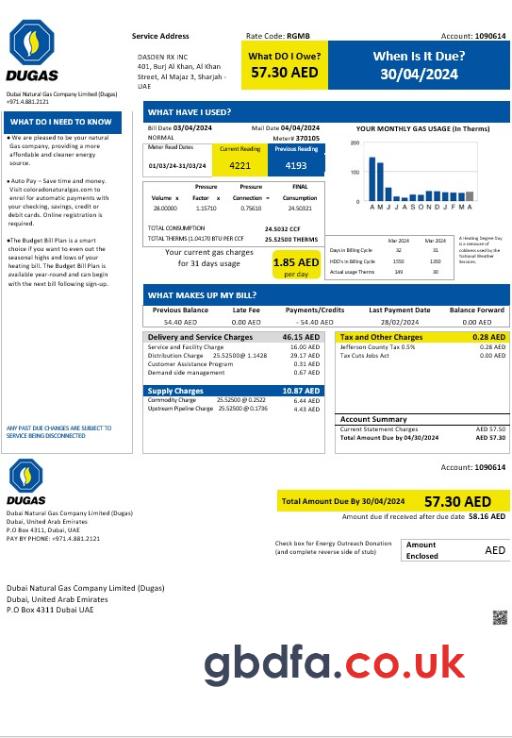 DUGAS
Dubai Natural Gas Company Limited (Dugas)
+971.4.881.2121
Service Address
DASOEN RX INC
401, Burj Al Khan, Al Khan
Street, Al Majaz 3, Sharjah -
UAE
Rate Code: RGMB
Account: 1090614
What DO I Owe?
57.30 AED
When Is It Due?
30/04/2024
WHAT DO I NEED TO KNOW
● We are pleased to be your natural
Gas company, providing a more
affordable and cleaner energy
source.
●Auto Pay – Save time and money.
Visit coloradonaturalgas.com to
enrol for automatic payments with
your checking, savings, credit or
debit cards. Online registration is
required.
●The Budget Bill Plan is a smart
choice if you want to even out the
seasonal highs and lows of your
heating bill. The Budget Bill Plan is
available year-round and can begin
with the next billing following sign-up.
ANY PAST DUE CHARGES ARE SUBJECT TO
SERVICE BEING DISCONNECTED
WHAT HAVE I USED?
Bill Date 03/04/2024 Mail Date 04/04/2024
NORMAL Meter# 370105
Meter Read Dates Current Reading Previous Reading
01/03/24-31/03/24 4221 4193
Pressure Pressure FINAL
Volume x Factor x Connection = Consumption
28.00000 1.15710 0.75610 24.50321
TOTAL CONSUMPTION 24.5032 CCF
TOTAL THERMS (1.04170 BTU PER CCF 25.52500 THERMS
Your current gas charges
for 31 days usage
1.85 AED
per day
YOUR MONTHLY GAS USAGE (In Therms)
200
100
0
A M J J A S O N D J F M A
Mar 2024 Mar 2024
Days in Billing Cycle 32 31
HDD's in Billing Cycle 1550 1350
Actual usage Therms 149 30
A Heating Degree Day
is a measure of
coldness used by the
National Weather
Services
WHAT MAKES UP MY BILL?
Previous Balance Late Fee Payments/Credits Last Payment Date Balance Forward
54.40 AED 0.00 AED - 54.40 AED 28/02/2024 0.00 AED
Delivery and Service Charges 46.15 AED
Service and Facility Charge 16.00 AED
Distribution Charge 25.52500@ 1.1428 29.17 AED
Customer Assistance Program 0.31 AED
Demand side management 0.67 AED
Supply Charges 10.87 AED
Commodity Charge 25.52500 @ 0.2522 6.44 AED
Upstream Pipeline Charge 25.52500 @ 0.1736 4.43 AED
Tax and Other Charges 0.28 AED
Jefferson County Tax 0.5% 0.28 AED
Tax Cuts Jobs Act 0.00 AED
Account Summary
Current Statement Charges AED 57.30
Total Amount Due by 04/30/2024 AED 57.30
DUGAS
Dubai Natural Gas Company Limited (Dugas)
Dubai, United Arab Emirates
P.O Box 4311, Dubai, UAE
PAY BY PHONE: +971.4.881.2121
Account: 1090614
Total Amount Due By 30/04/2024 57.30 AED
Amount due if received after due date 58.16 AED
Check box for Energy Outreach Donation
(and complete reverse side of stub)
Amount
Enclosed
AED
Dubai Natural Gas Company Limited (Dugas)
Dubai, United Arab Emirates
P.O Box 4311 Dubai UAE
gbdfa.co.uk